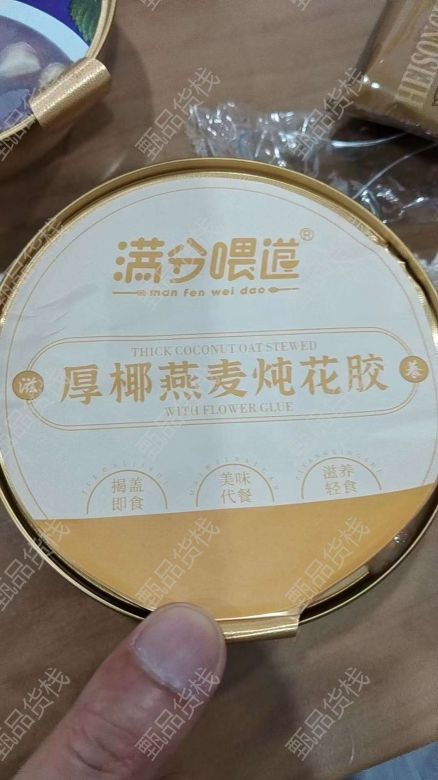 HEISON
满分喂道®
man fen wei dao
THICK COCONUT OAT STEWED
滋 厚椰燕麦炖花胶 养
WITH FLOWER GLUE
揭盖
即食
美味
代餐
滋养
轻食
甄品货栈